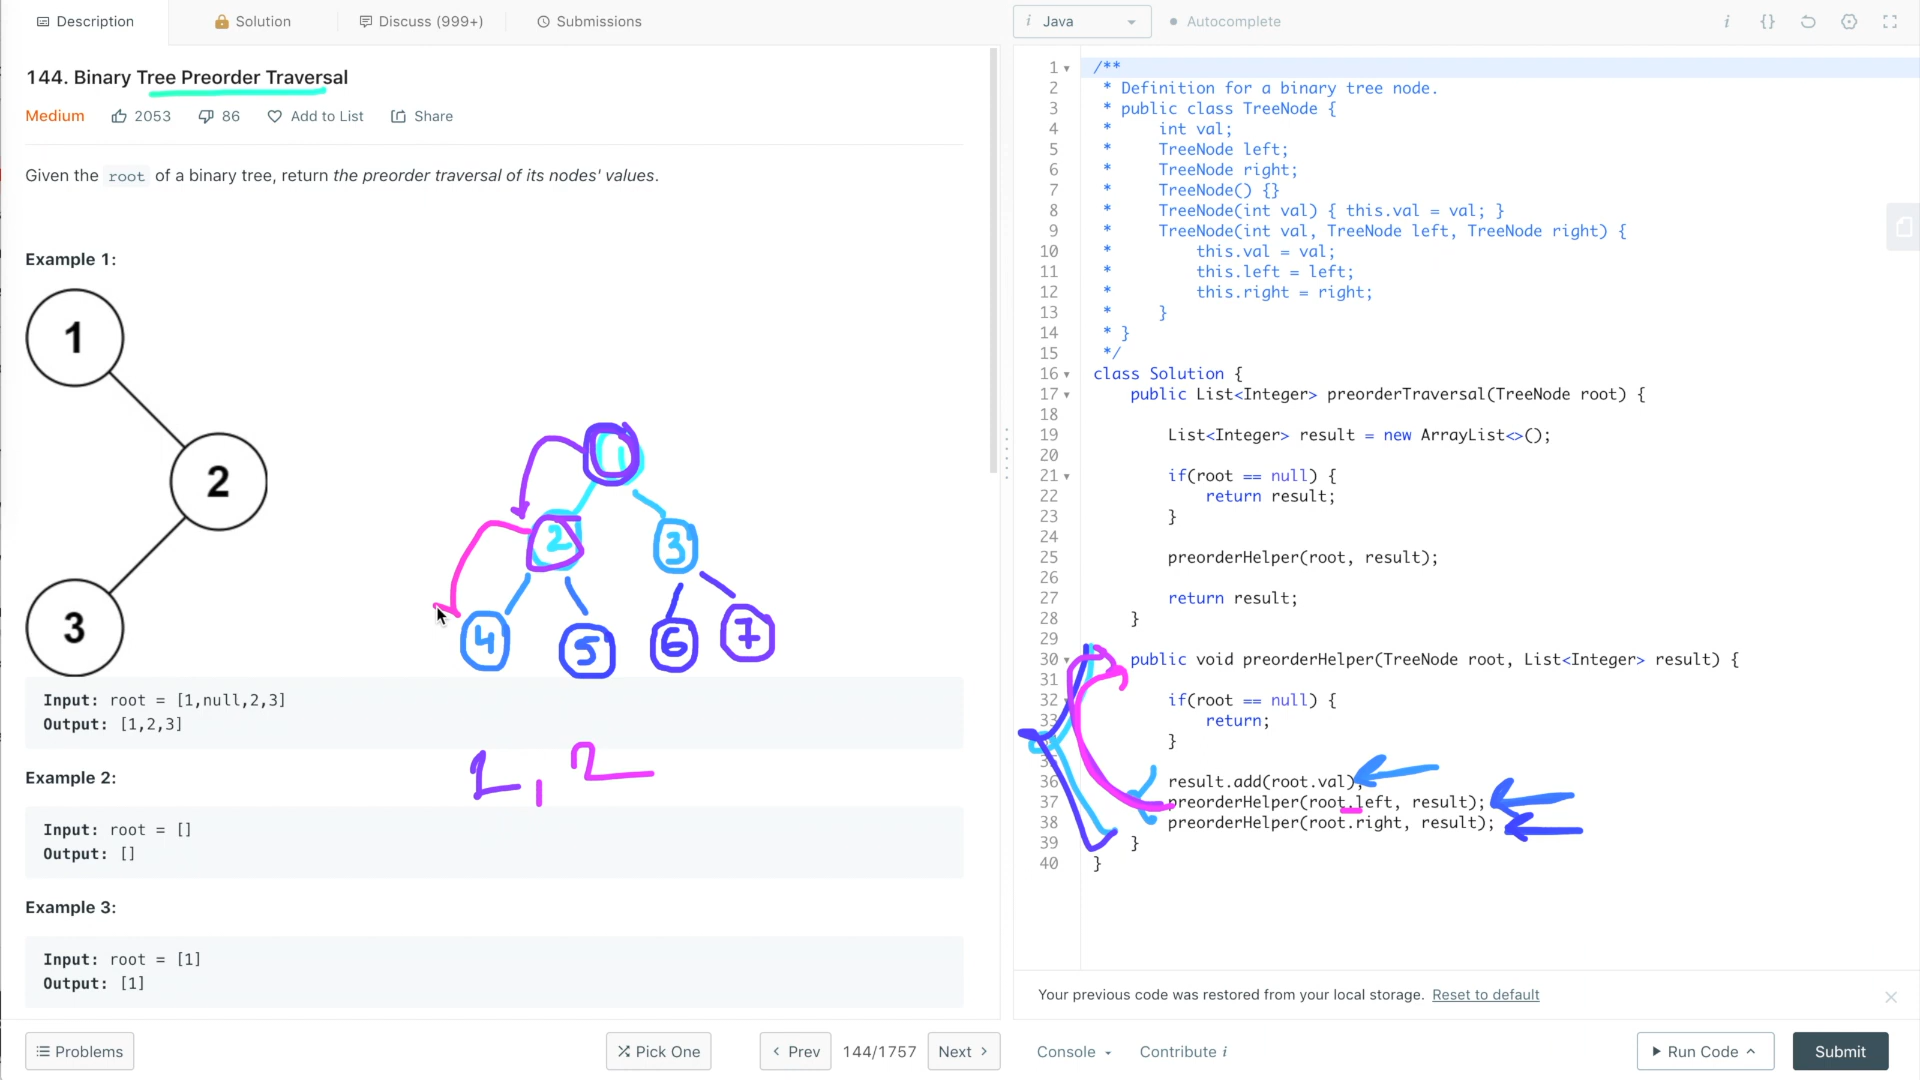 Description Solution Discuss (999+) Submissions
144. Binary Tree Preorder Traversal
Medium 2053 86 Add to List Share
Given the root of a binary tree, return the preorder traversal of its nodes' values.
Example 1:
1
2
3
1
2 3
4 5 6 7
Input: root = [1,null,2,3]
Output: [1,2,3]
1, 2
Example 2:
Input: root = []
Output: []
Example 3:
Input: root = [1]
Output: [1]
Problems Pick One Prev 144/1757 Next
i Java Autocomplete i {}
1 /**
2 * Definition for a binary tree node.
3 * public class TreeNode {
4 * int val;
5 * TreeNode left;
6 * TreeNode right;
7 * TreeNode() {}
8 * TreeNode(int val) { this.val = val; }
9 * TreeNode(int val, TreeNode left, TreeNode right) {
10 * this.val = val;
11 * this.left = left;
12 * this.right = right;
13 * }
14 * }
15 */
16 class Solution {
17 public List<Integer> preorderTraversal(TreeNode root) {
18
19 List<Integer> result = new ArrayList<>();
20
21 if(root == null) {
22 return result;
23 }
24
25 preorderHelper(root, result);
26
27 return result;
28 }
29
30 public void preorderHelper(TreeNode root, List<Integer> result) {
31
32 if(root == null) {
33 return;
}
35
36 result.add(root.val);
37 preorderHelper(root.left, result);
38 preorderHelper(root.right, result);
39 }
40 }
Your previous code was restored from your local storage. Reset to default
Console Contribute i Run Code Submit